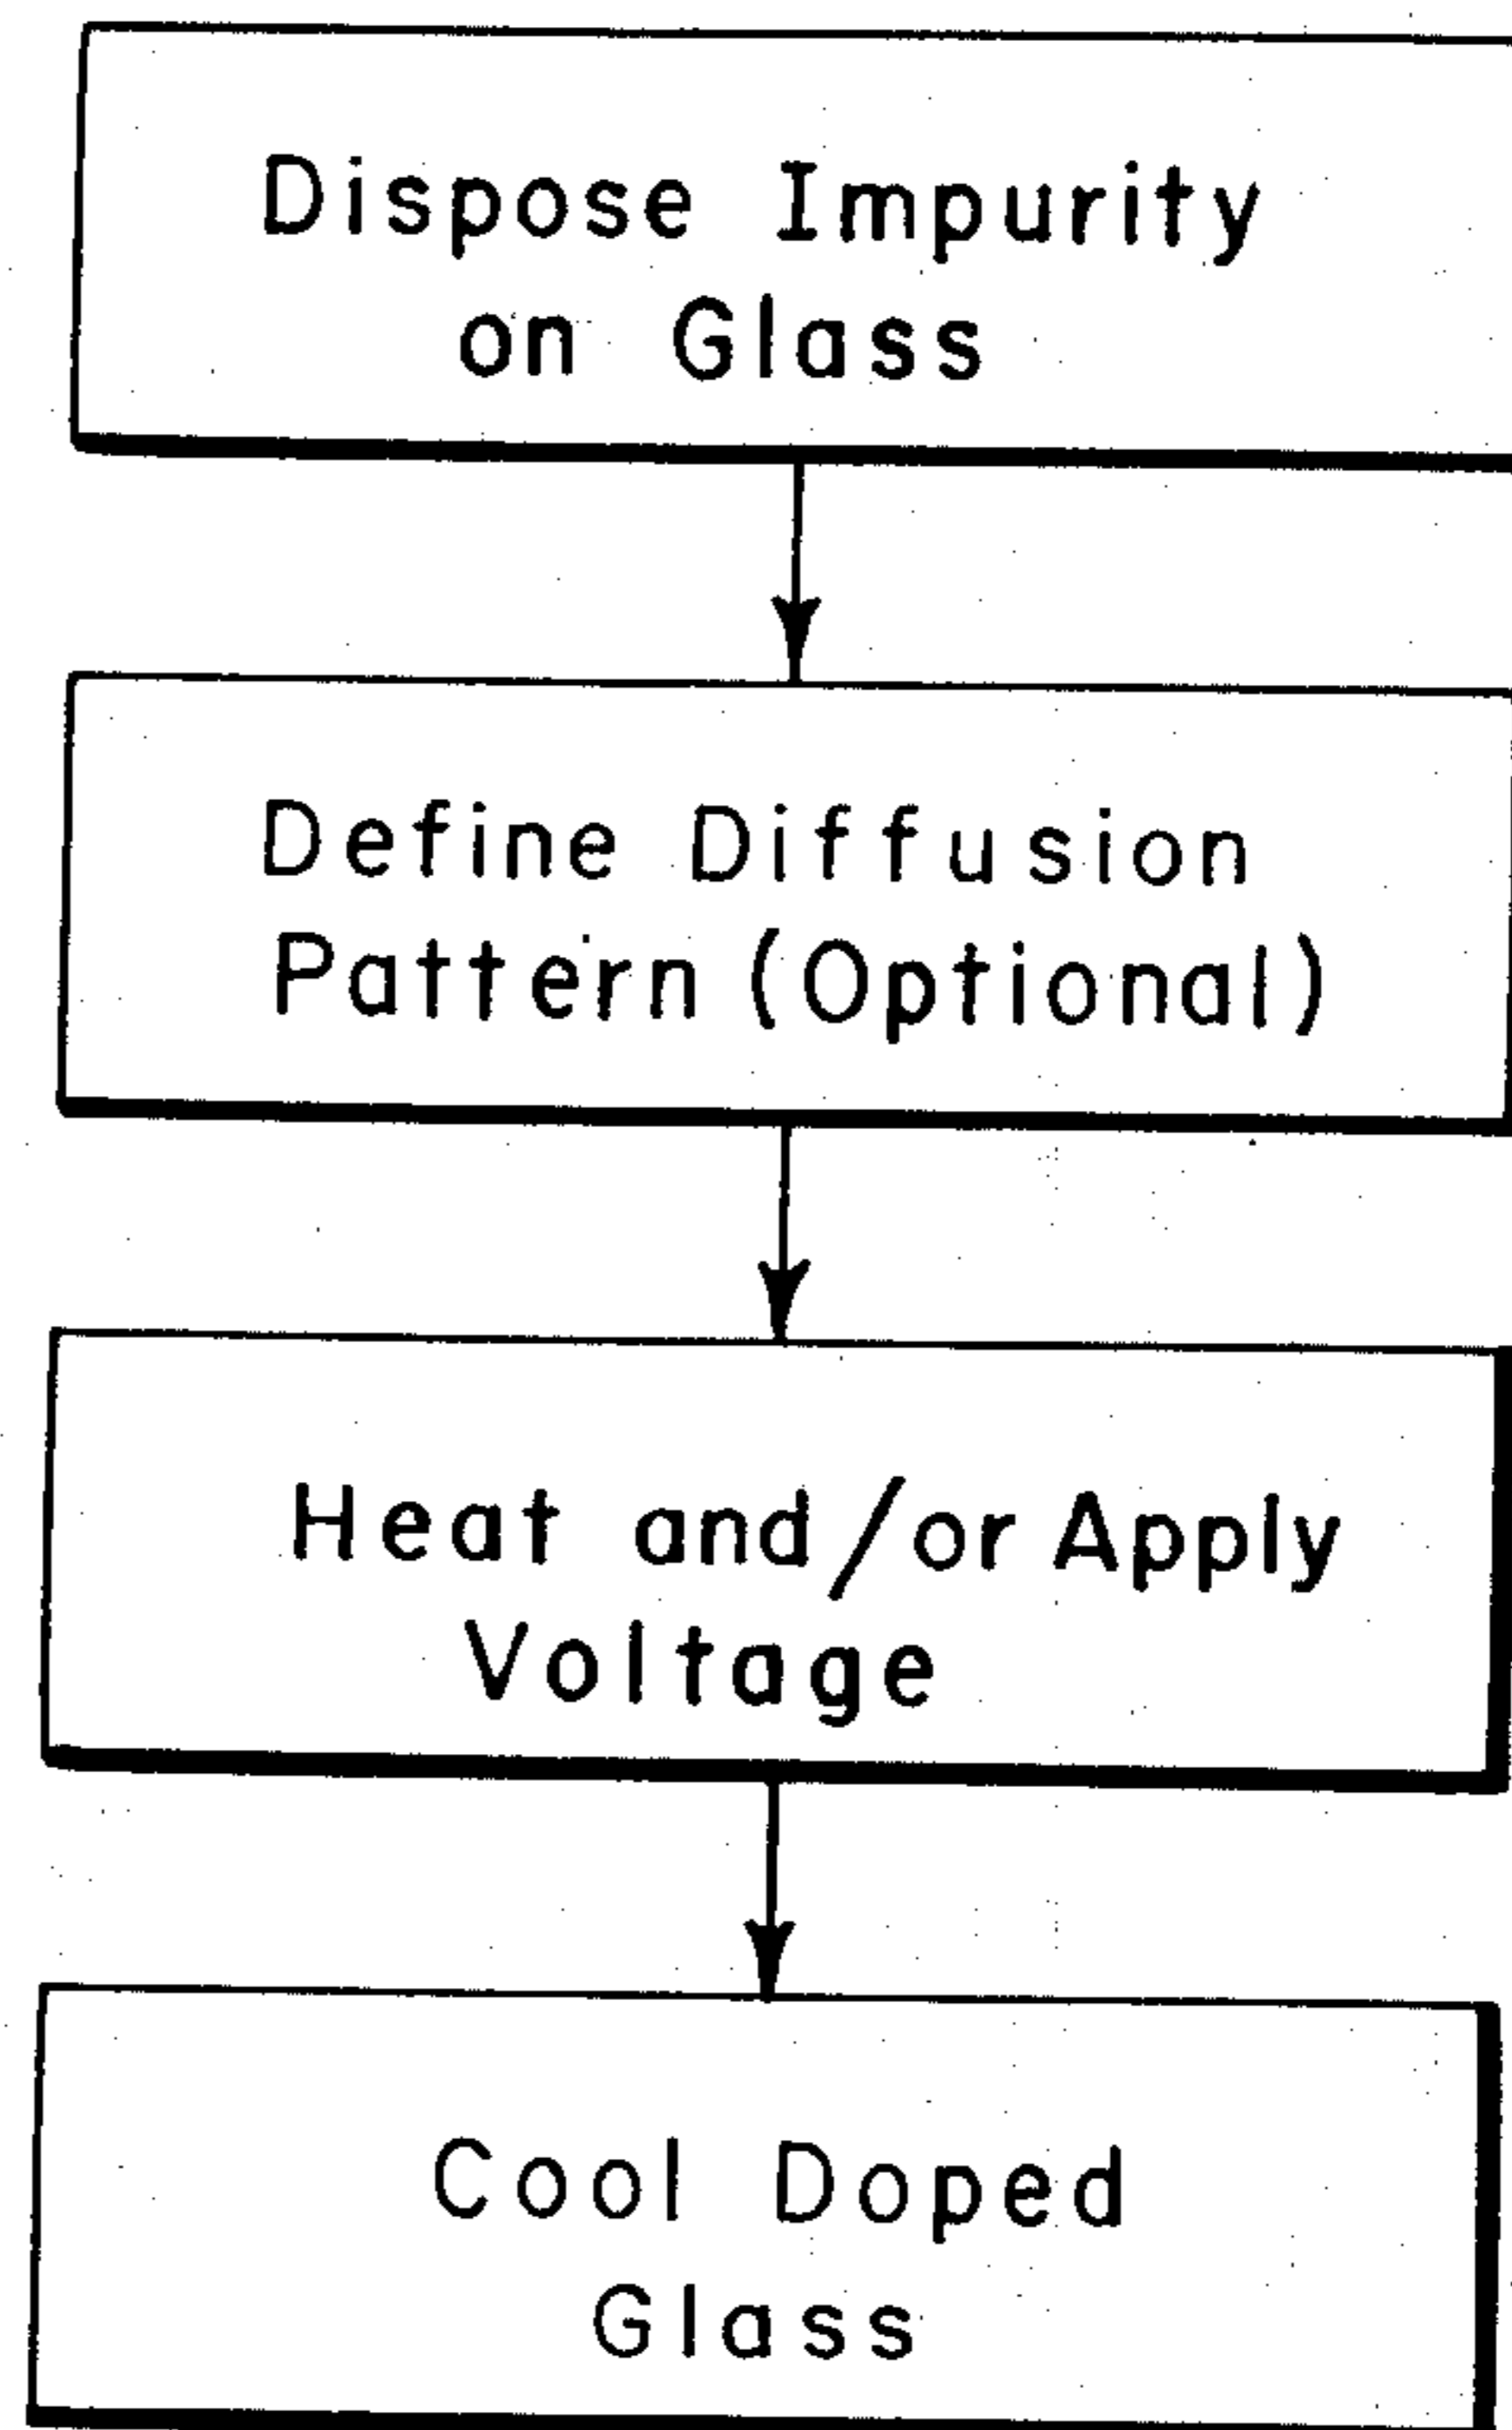 Dispose Impurity
on Glass
Define Diffusion
Pattern (Optional)
Heat and/or Apply
Voltage
Cool Doped
Glass